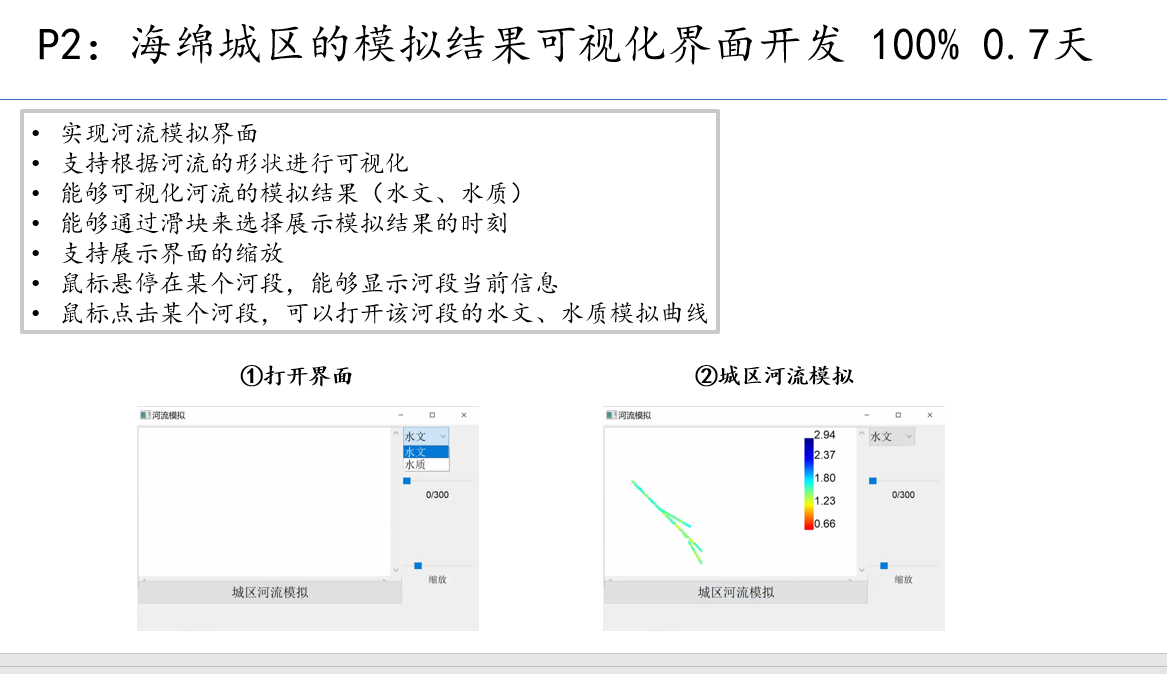 P2：海绵城区的模拟结果可视化界面开发 100% 0.7天
• 实现河流模拟界面
• 支持根据河流的形状进行可视化
• 能够可视化河流的模拟结果（水文、水质）
• 能够通过滑块来选择展示模拟结果的时刻
• 支持展示界面的缩放
• 鼠标悬停在某个河段，能够显示河段当前信息
• 鼠标点击某个河段，可以打开该河段的水文、水质模拟曲线
①打开界面
河流模拟
水文
水文
水质
0/300
缩放
城区河流模拟
②城区河流模拟
河流模拟
2.94
2.37
1.80
1.23
0.66
水文
0/300
缩放
城区河流模拟